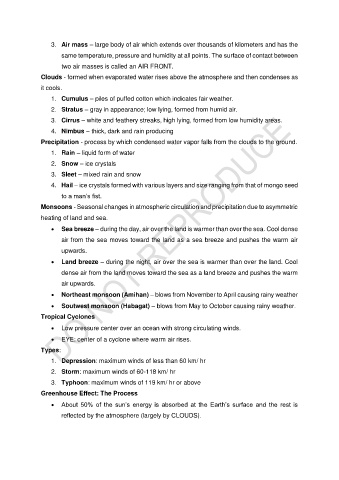 3. Air mass – large body of air which extends over thousands of kilometers and has the
same temperature, pressure and humidity at all points. The surface of contact between
two air masses is called an AIR FRONT.
Clouds - formed when evaporated water rises above the atmosphere and then condenses as
it cools.
1. Cumulus – piles of puffed cotton which indicates fair weather.
2. Stratus – gray in appearance; low lying, formed from humid air.
3. Cirrus – white and feathery streaks, high lying, formed from low humidity areas.
4. Nimbus – thick, dark and rain producing
Precipitation - process by which condensed water vapor falls from the clouds to the ground.
1. Rain – liquid form of water
2. Snow – ice crystals
3. Sleet – mixed rain and snow
4. Hail – ice crystals formed with various layers and size ranging from that of mongo seed
to a man's fist.
Monsoons - Seasonal changes in atmospheric circulation and precipitation due to asymmetric
heating of land and sea.
• Sea breeze – during the day, air over the land is warmer than over the sea. Cool dense
air from the sea moves toward the land as a sea breeze and pushes the warm air
upwards.
• Land breeze – during the night, air over the sea is warmer than over the land. Cool
dense air from the land moves toward the sea as a land breeze and pushes the warm
air upwards.
• Northeast monsoon (Amihan) – blows from November to April causing rainy weather
• Soutwest monsoon (Habagat) – blows from May to October causing rainy weather.
Tropical Cyclones
• Low pressure center over an ocean with strong circulating winds.
• EYE: center of a cyclone where warm air rises.
Types:
1. Depression: maximum winds of less than 60 km/ hr
2. Storm: maximum winds of 60-118 km/ hr
3. Typhoon: maximum winds of 119 km/ hr or above
Greenhouse Effect: The Process
• About 50% of the sun's energy is absorbed at the Earth's surface and the rest is
reflected by the atmosphere (largely by CLOUDS).
DO NOT REPRODUCE